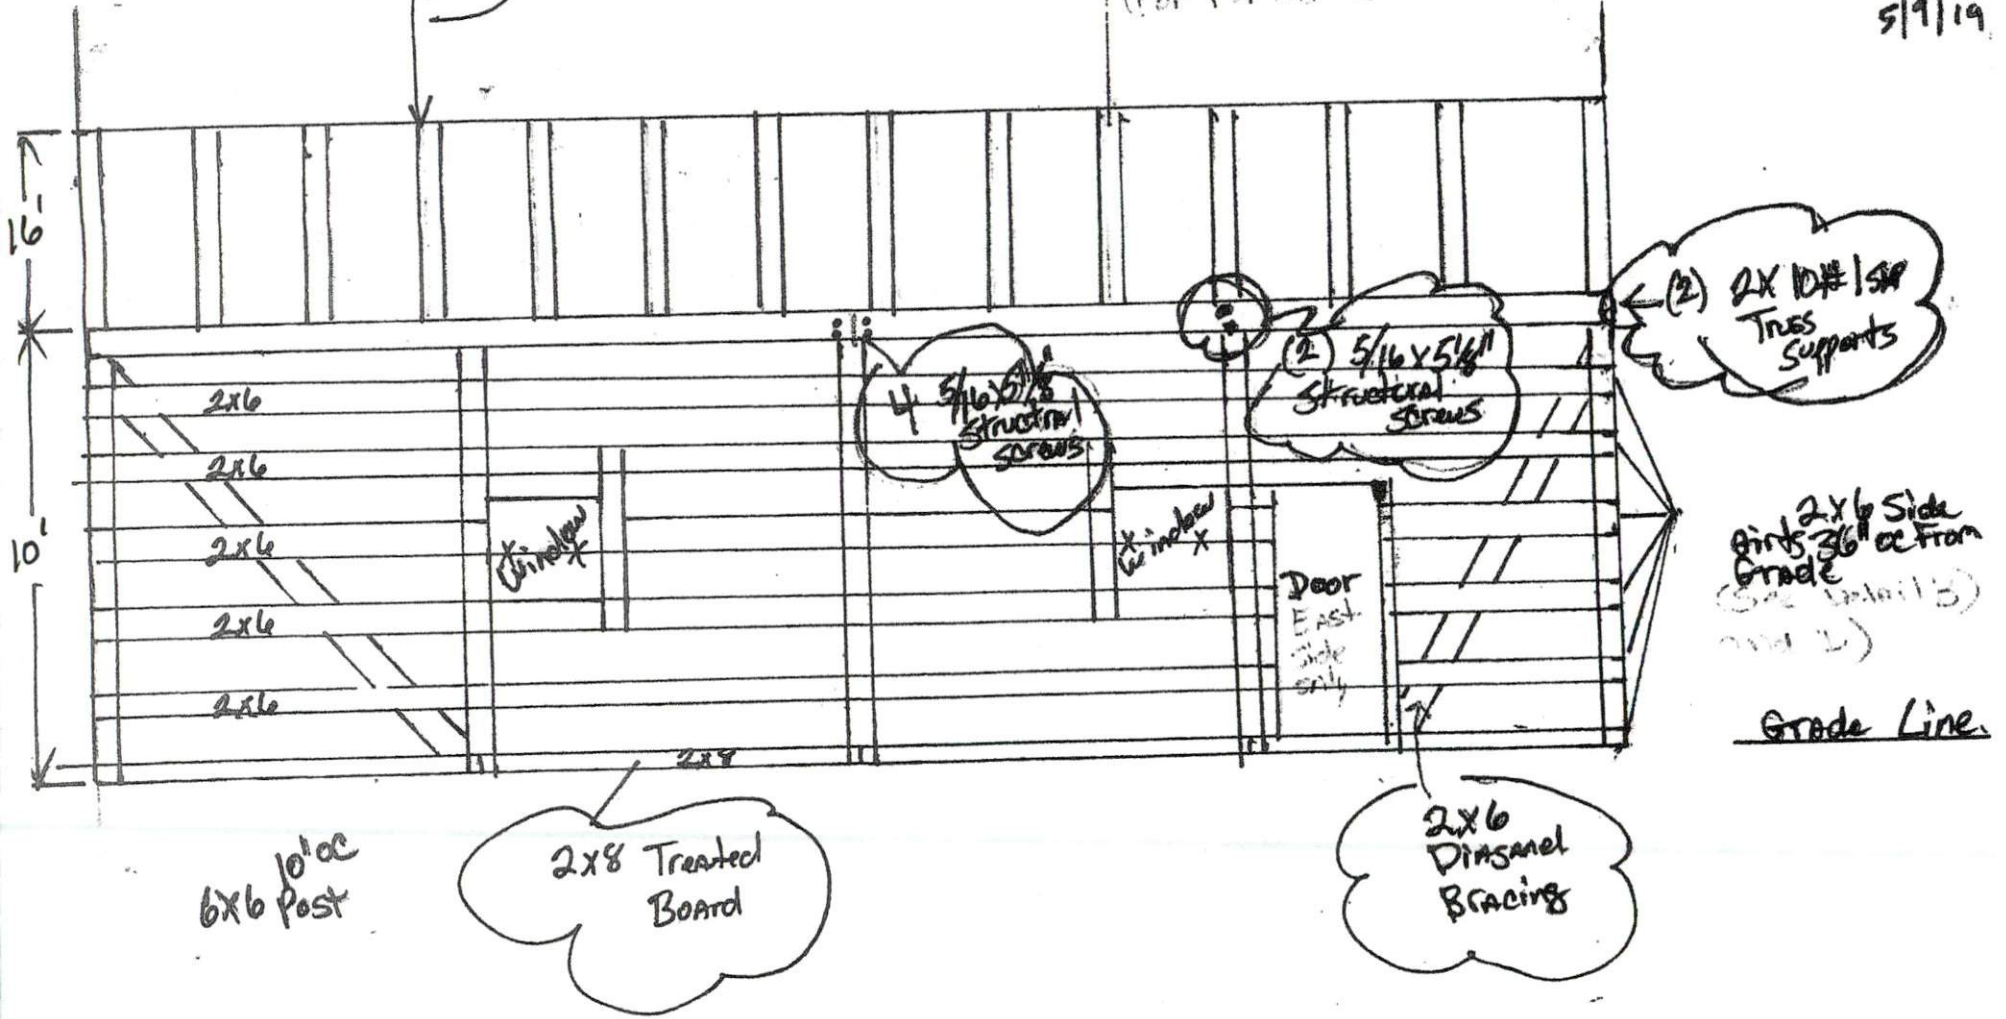 5/9/19
16'
(2) 2X10 #1 SYP
Truss
Supports
(2) 5/16 X 5 1/8"
Structural
Screws
4 5/16 X 5 1/8"
Structural
Screws
2x6
2x6
2x6
2x6
2x6
10'
X Window X
X Window X
Door
East
Side
only
2X6 Side
Girts 36" oc From
Grade
(See Detail
Grade Line.
2x8
10' OC
6X6 Post
2X8 Treated
Board
2X6
Diaganel
Bracing